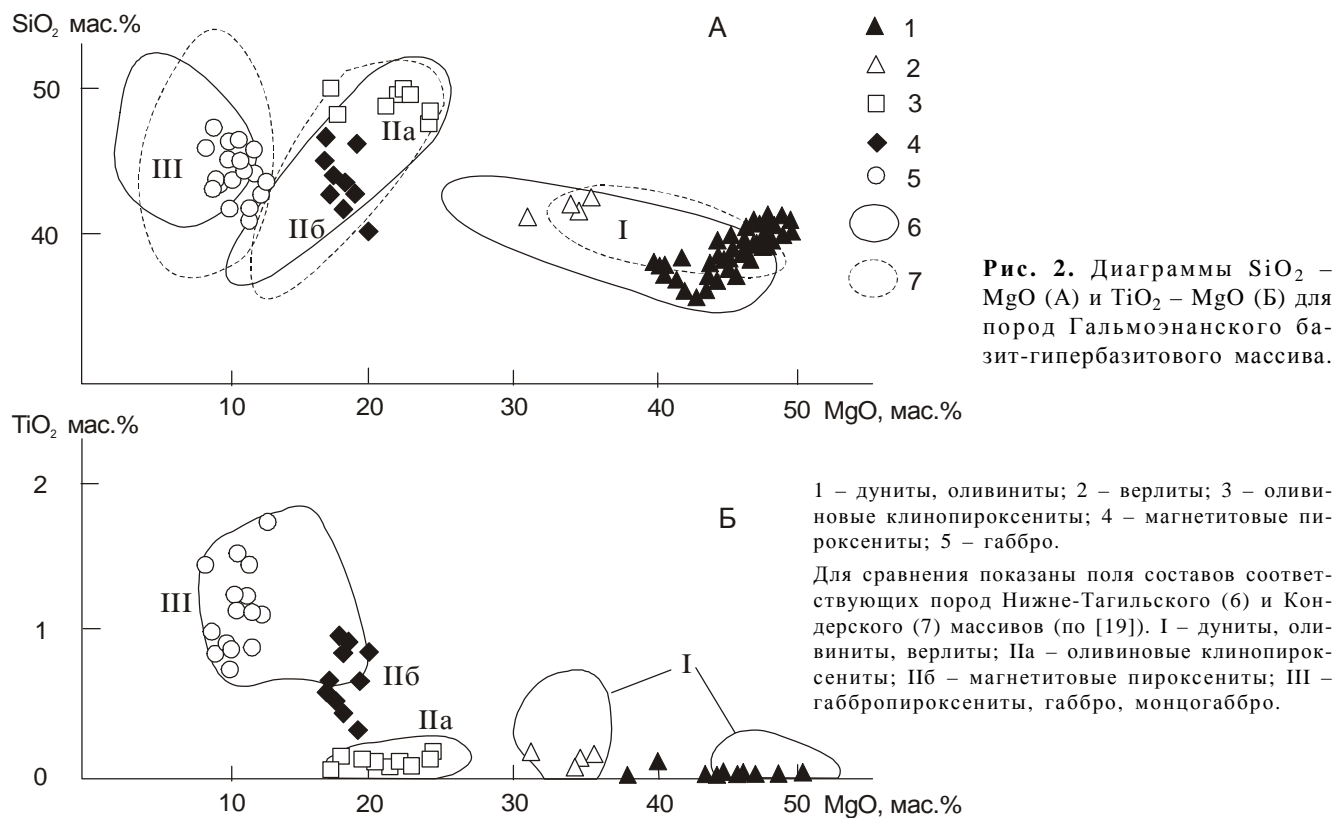 SiO₂ мас.%
А
50
40
III
IIа
IIб
I
1
2
3
4
5
6
7
10
20
30
40
50
MgO, мас.%
Рис. 2. Диаграммы SiO₂ –
MgO (А) и TiO₂ – MgO (Б) для
пород Гальмоэнанского ба-
зит-гипербазитового массива.
TiO₂ мас.%
Б
2
1
0
III
IIб
IIа
I
10
20
30
40
50
MgO, мас.%
1 – дуниты, оливиниты; 2 – верлиты; 3 – оливи-
новые клинопироксениты; 4 – магнетитовые пи-
роксениты; 5 – габбро.
Для сравнения показаны поля составов соответ-
ствующих пород Нижне-Тагильского (6) и Кон-
дерского (7) массивов (по [19]). I – дуниты, оли-
виниты, верлиты; IIа – оливиновые клинопирок-
сениты; IIб – магнетитовые пироксениты; III –
габбропироксениты, габбро, монцогаббро.